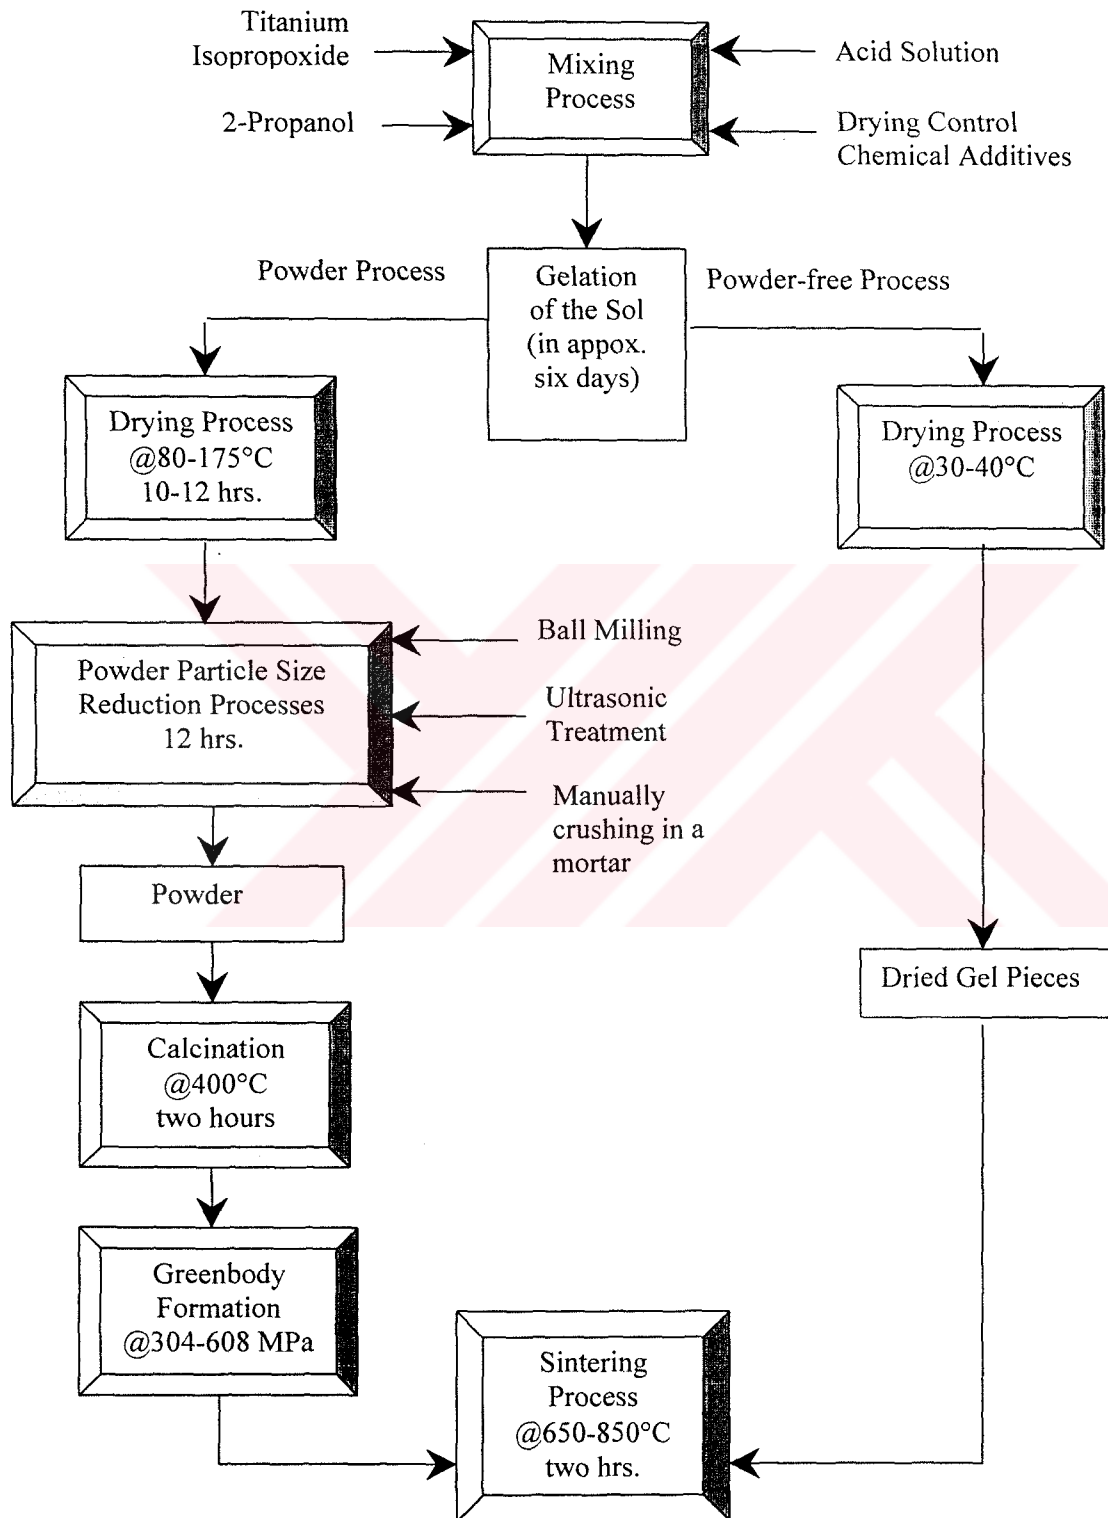 Titanium
Isopropoxide
2-Propanol
Mixing
Process
Acid Solution
Drying Control
Chemical Additives
Powder Process
Gelation
of the Sol
(in appox.
six days)
Powder-free Process
Drying Process
@80-175°C
10-12 hrs.
Drying Process
@30-40°C
Powder Particle Size
Reduction Processes
12 hrs.
Ball Milling
Ultrasonic
Treatment
Manually
crushing in a
mortar
Powder
Dried Gel Pieces
Calcination
@400°C
two hours
Greenbody
Formation
@304-608 MPa
Sintering
Process
@650-850°C
two hrs.